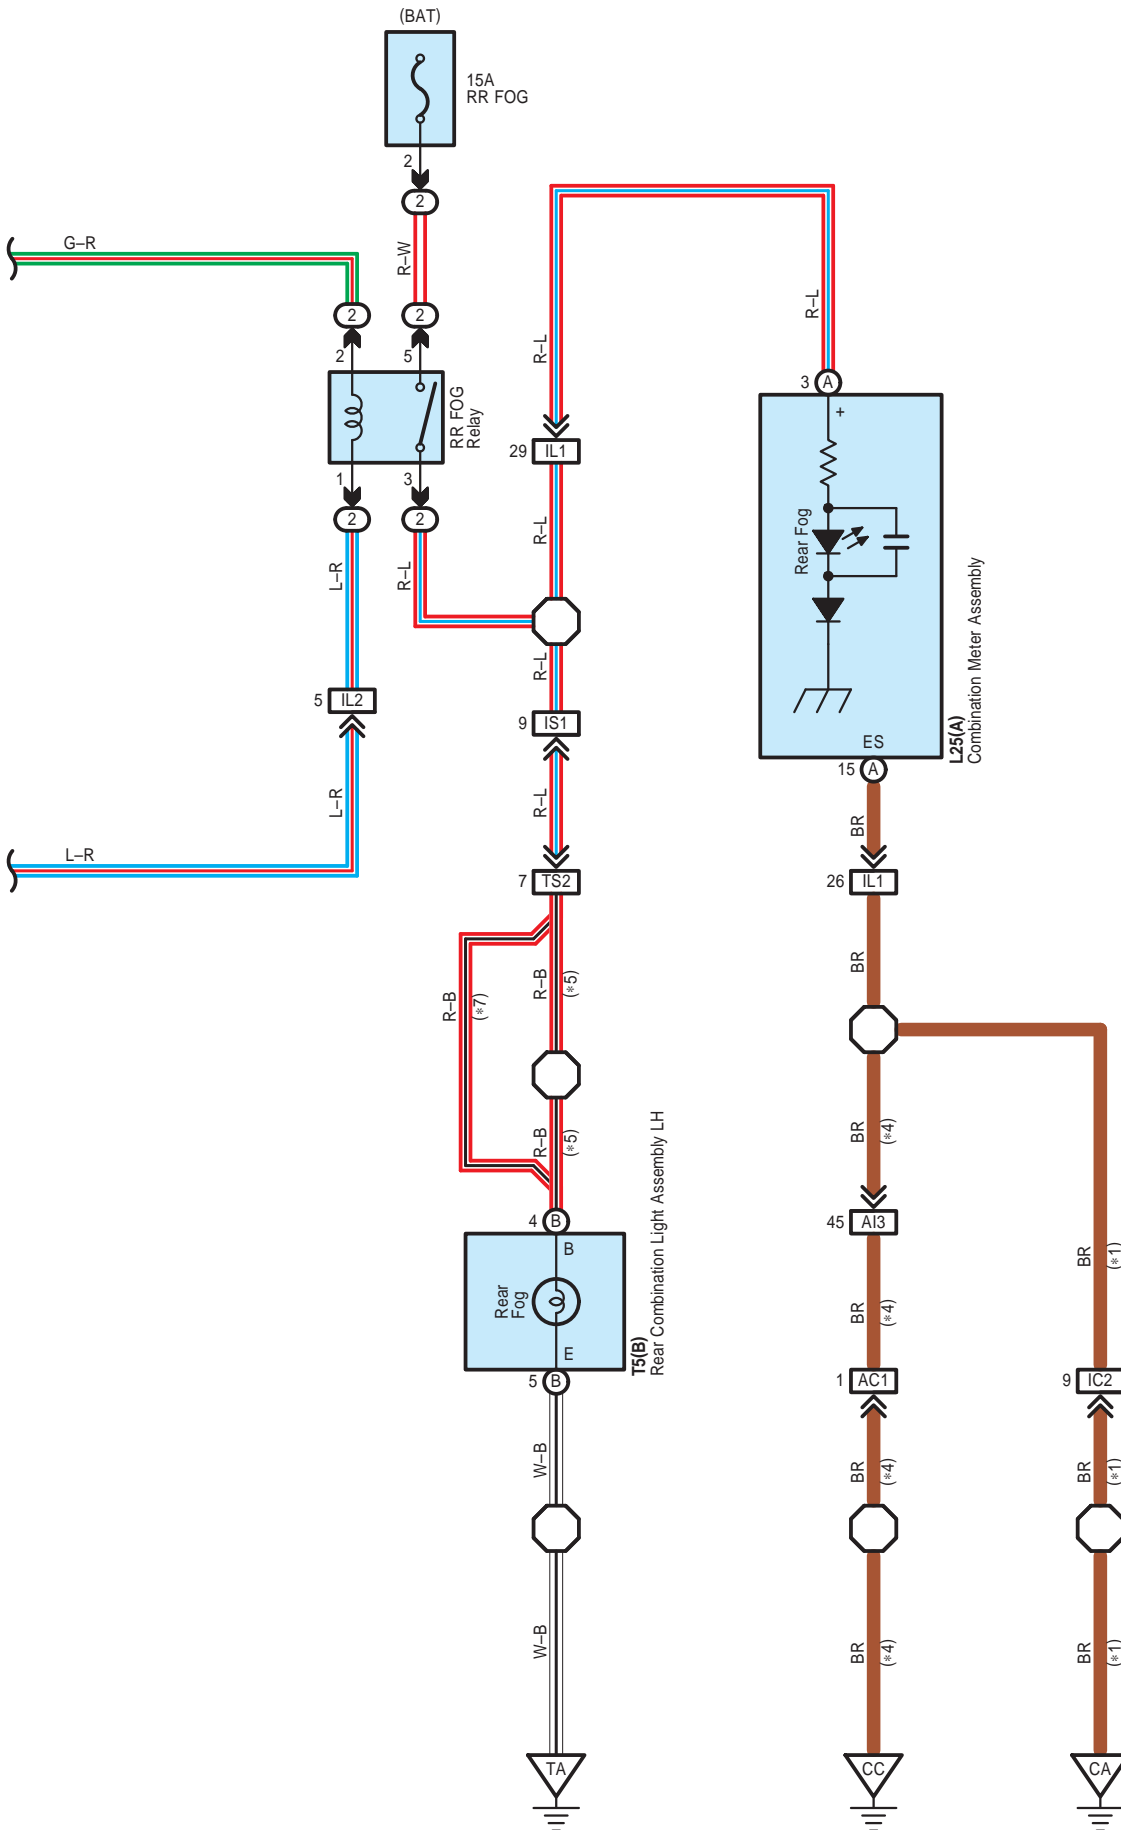 (BAT)
15A
RR FOG
2
2
G–R
R–W
2
2
2
5
RR FOG
Relay
1
3
2
2
L–R
R–L
5
IL2
L–R
L–R
R–L
R–L
29
IL1
R–L
R–L
9
IS1
R–L
7
TS2
R–B
(*7)
R–B
(*5)
R–B
(*5)
4
B
B
Rear
Fog
E
T5(B)
Rear Combination Light Assembly LH
5
B
W–B
W–B
TA
3
A
+
Rear Fog
ES
L25(A)
Combination Meter Assembly
15
A
BR
26
IL1
BR
BR
(*4)
45
AI3
BR
(*4)
1
AC1
BR
(*4)
BR
(*4)
CC
BR
(*1)
9
IC2
BR
(*1)
BR
(*1)
CA